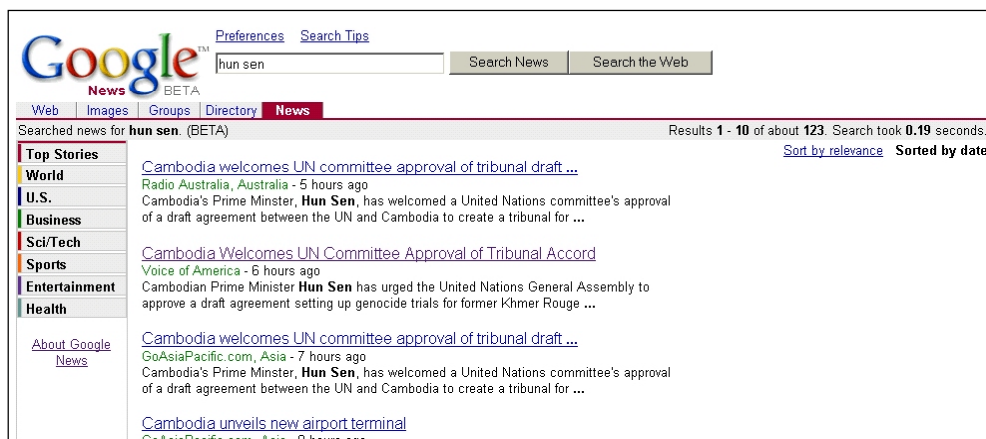 Google™
News BETA
Preferences Search Tips
hun sen Search News Search the Web
Web Images Groups Directory News
Searched news for hun sen. (BETA) Results 1 - 10 of about 123. Search took 0.19 seconds.
Sort by relevance Sorted by date
Top Stories
World
U.S.
Business
Sci/Tech
Sports
Entertainment
Health
About Google
News
Cambodia welcomes UN committee approval of tribunal draft ...
Radio Australia, Australia - 5 hours ago
Cambodia's Prime Minster, Hun Sen, has welcomed a United Nations committee's approval
of a draft agreement between the UN and Cambodia to create a tribunal for ...
Cambodia Welcomes UN Committee Approval of Tribunal Accord
Voice of America - 6 hours ago
Cambodian Prime Minister Hun Sen has urged the United Nations General Assembly to
approve a draft agreement setting up genocide trials for former Khmer Rouge ...
Cambodia welcomes UN committee approval of tribunal draft ...
GoAsiaPacific.com, Asia - 7 hours ago
Cambodia's Prime Minster, Hun Sen, has welcomed a United Nations committee's approval
of a draft agreement between the UN and Cambodia to create a tribunal for ...
Cambodia unveils new airport terminal